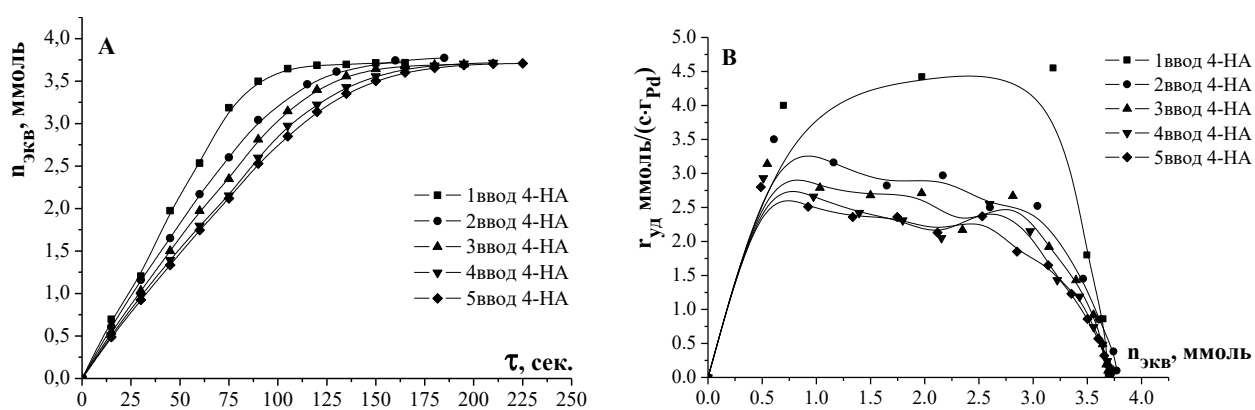 A
n_экв, ммоль
4,0
3,5
3,0
2,5
2,0
1,5
1,0
0,5
0,0
0 25 50 75 100 125 150 175 200 225 250
τ, сек.
1ввод 4-НА
2ввод 4-НА
3ввод 4-НА
4ввод 4-НА
5ввод 4-НА
B
r_уд ммоль/(с·г_Pd)
5.0
4.5
4.0
3.5
3.0
2.5
2.0
1.5
1.0
0.5
0.0
0.0 0.5 1.0 1.5 2.0 2.5 3.0 3.5 4.0
n_экв, ммоль
1ввод 4-НА
2ввод 4-НА
3ввод 4-НА
4ввод 4-НА
5ввод 4-НА